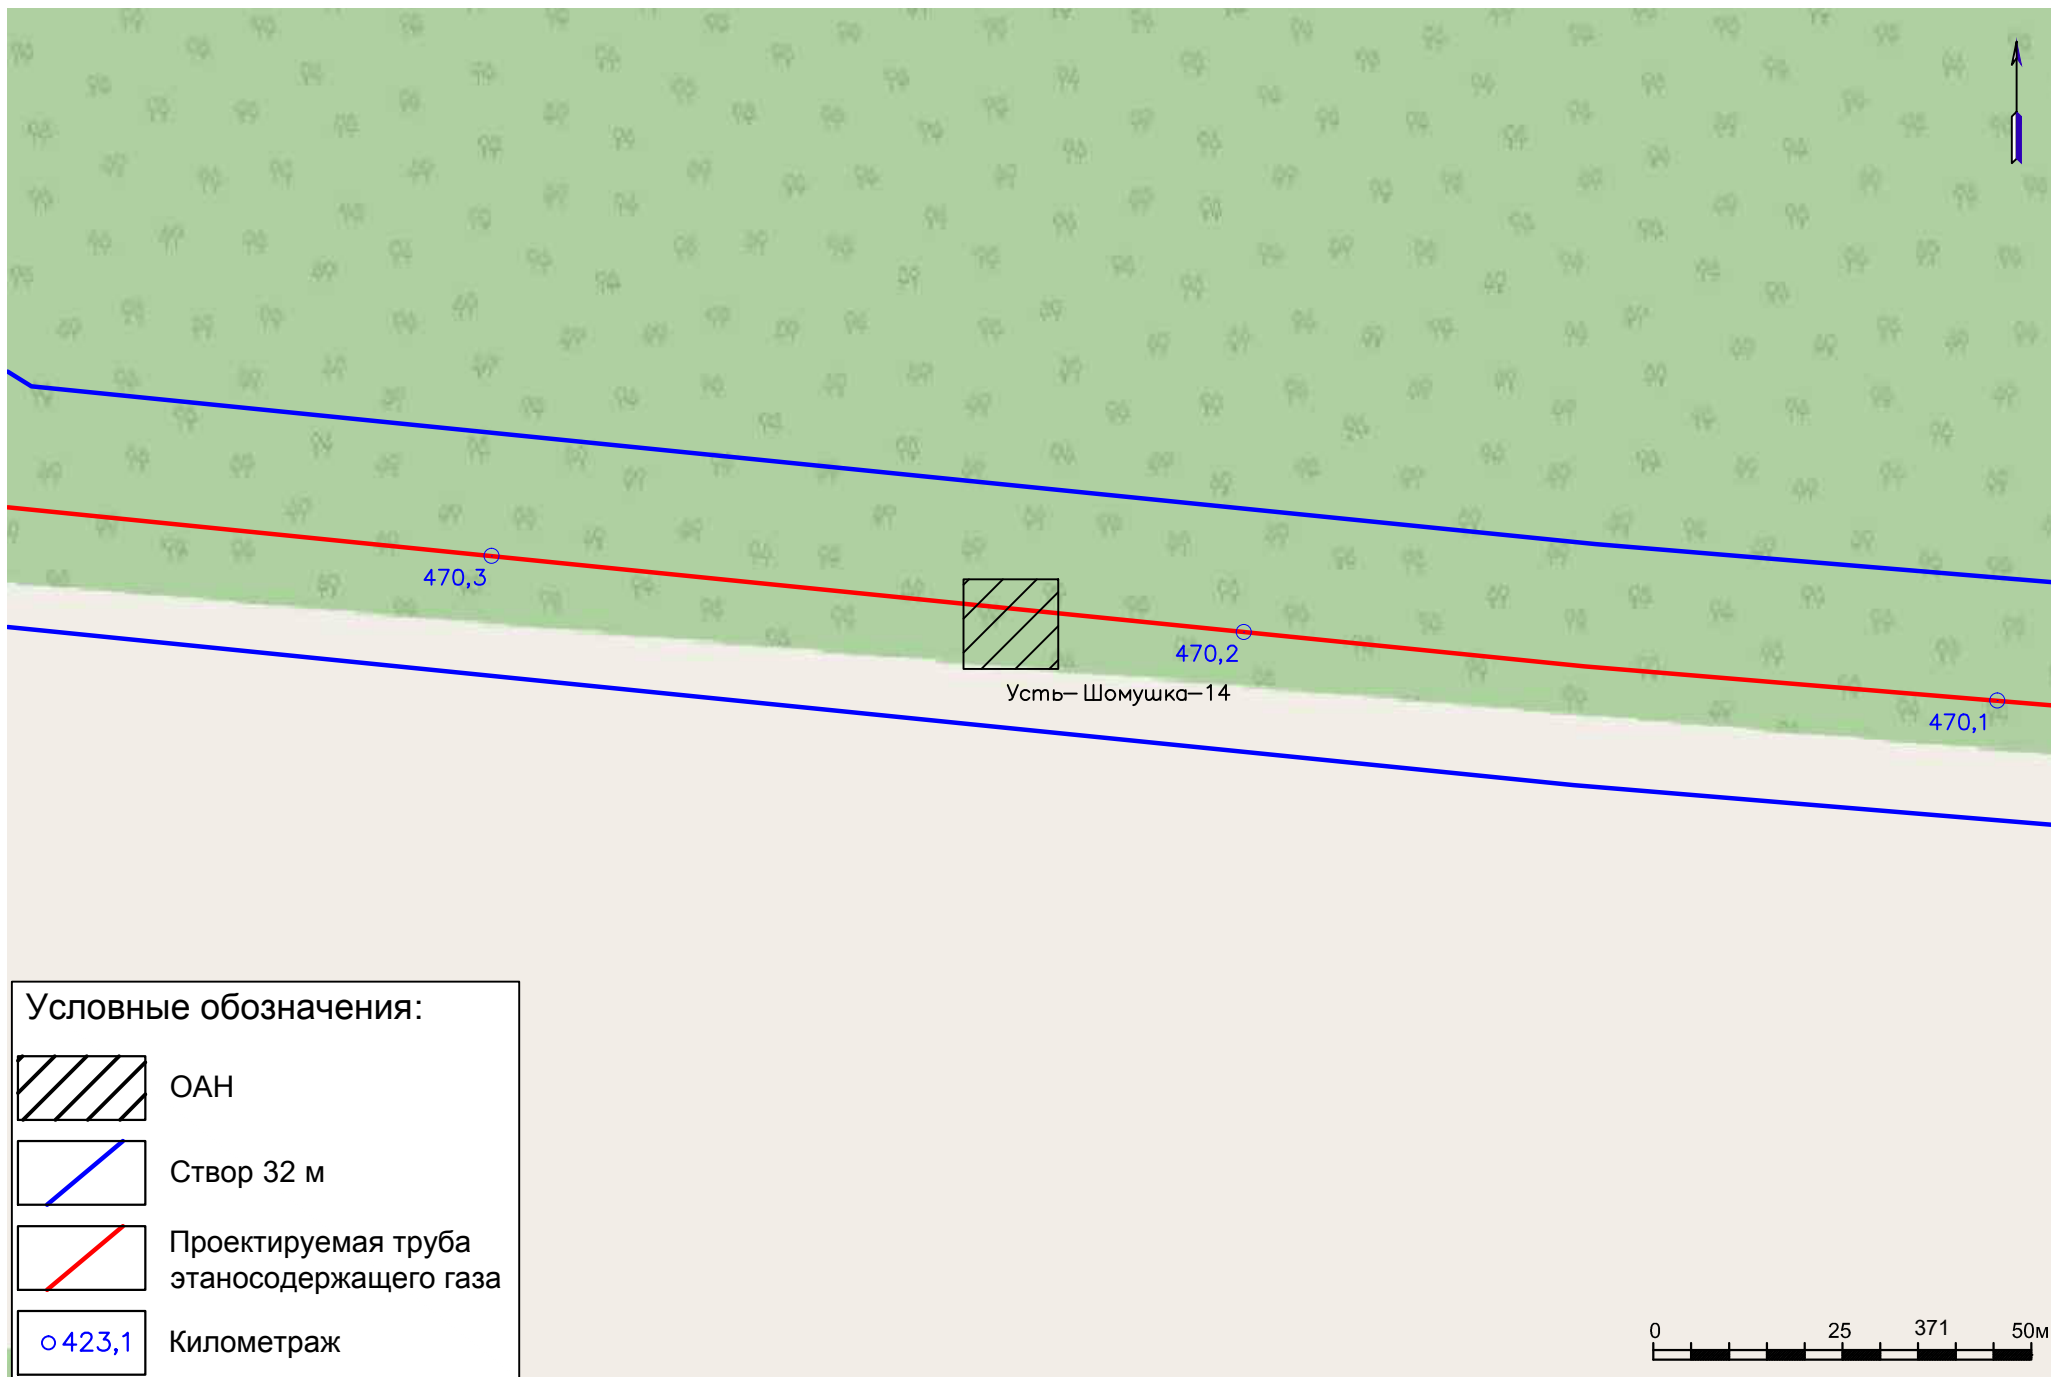 470,3
470,2
Усть–Шомушка–14
470,1
Условные обозначения:
ОАН
Створ 32 м
Проектируемая труба
этаносодержащего газа
423,1 Километраж
0 25 371 50м